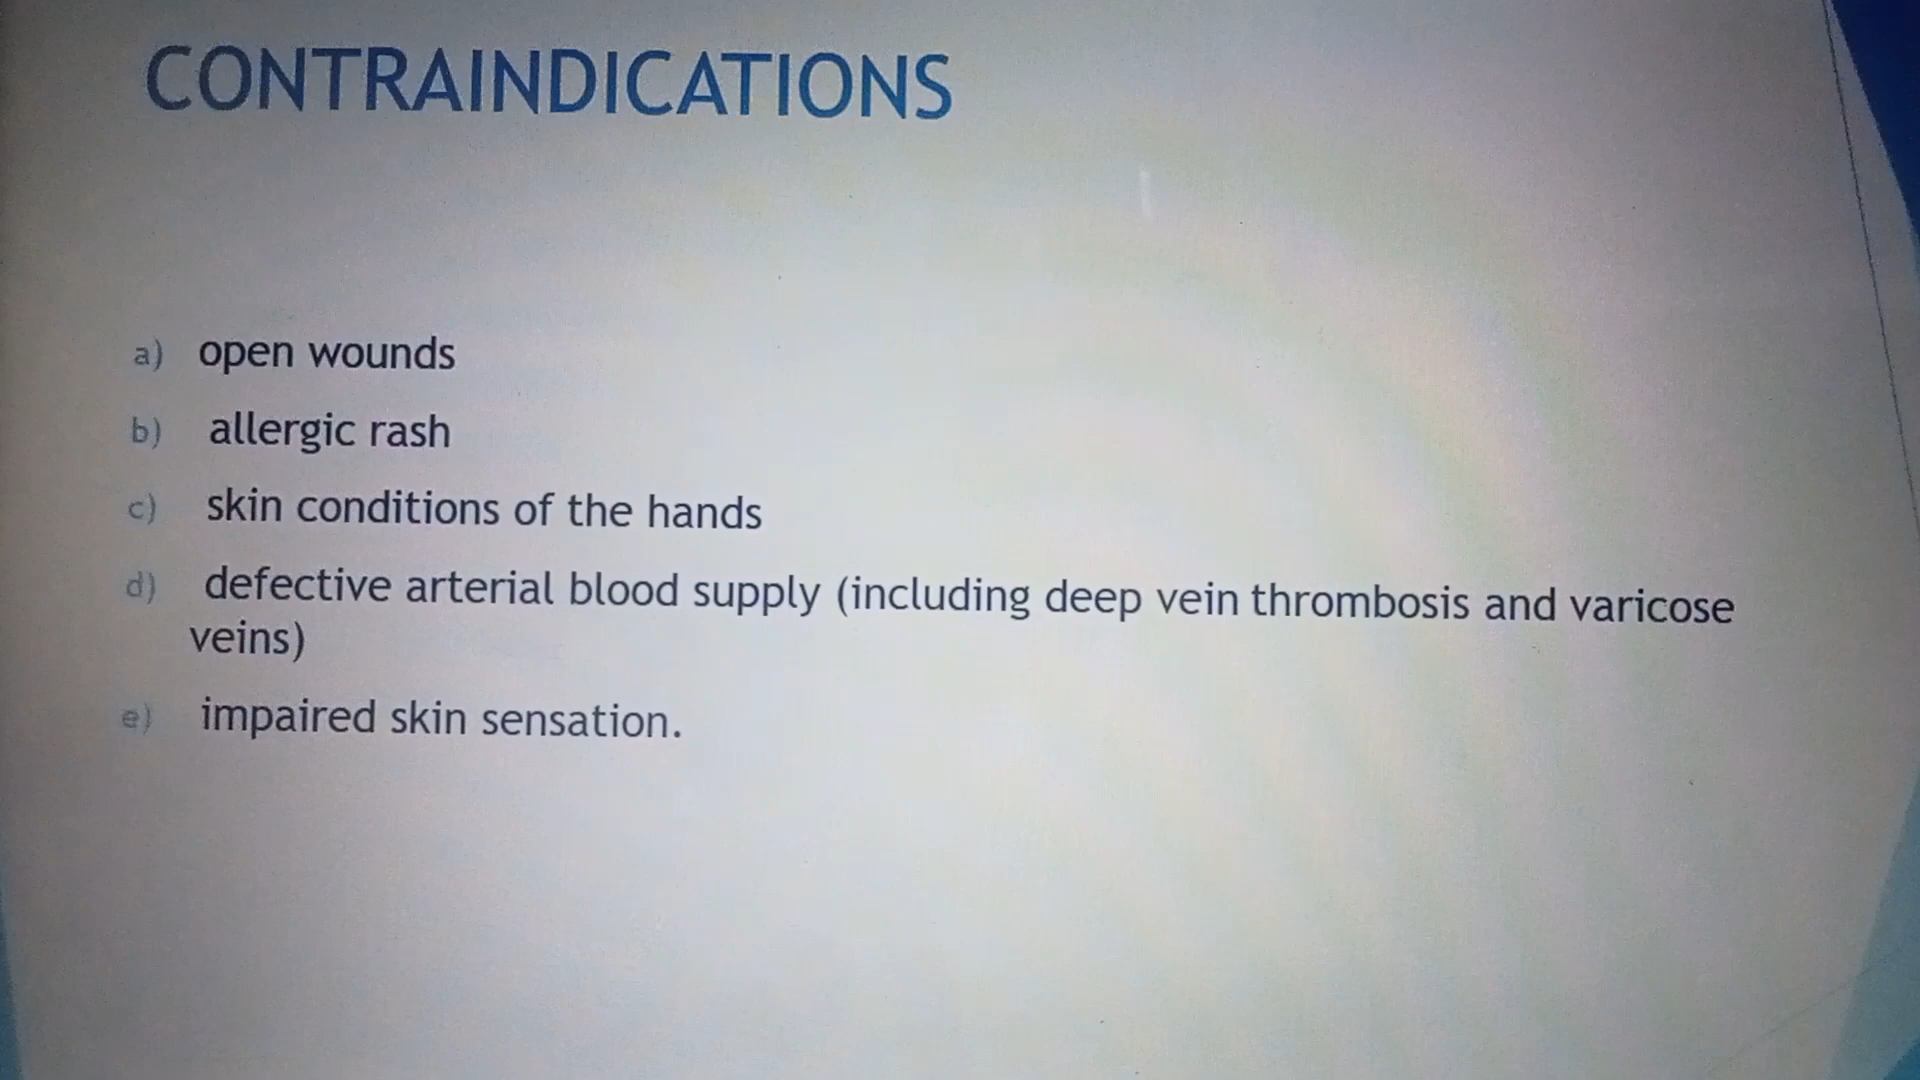 CONTRAINDICATIONS
a) open wounds
b) allergic rash
c) skin conditions of the hands
d) defective arterial blood supply (including deep vein thrombosis and varicose
veins)
e) impaired skin sensation.